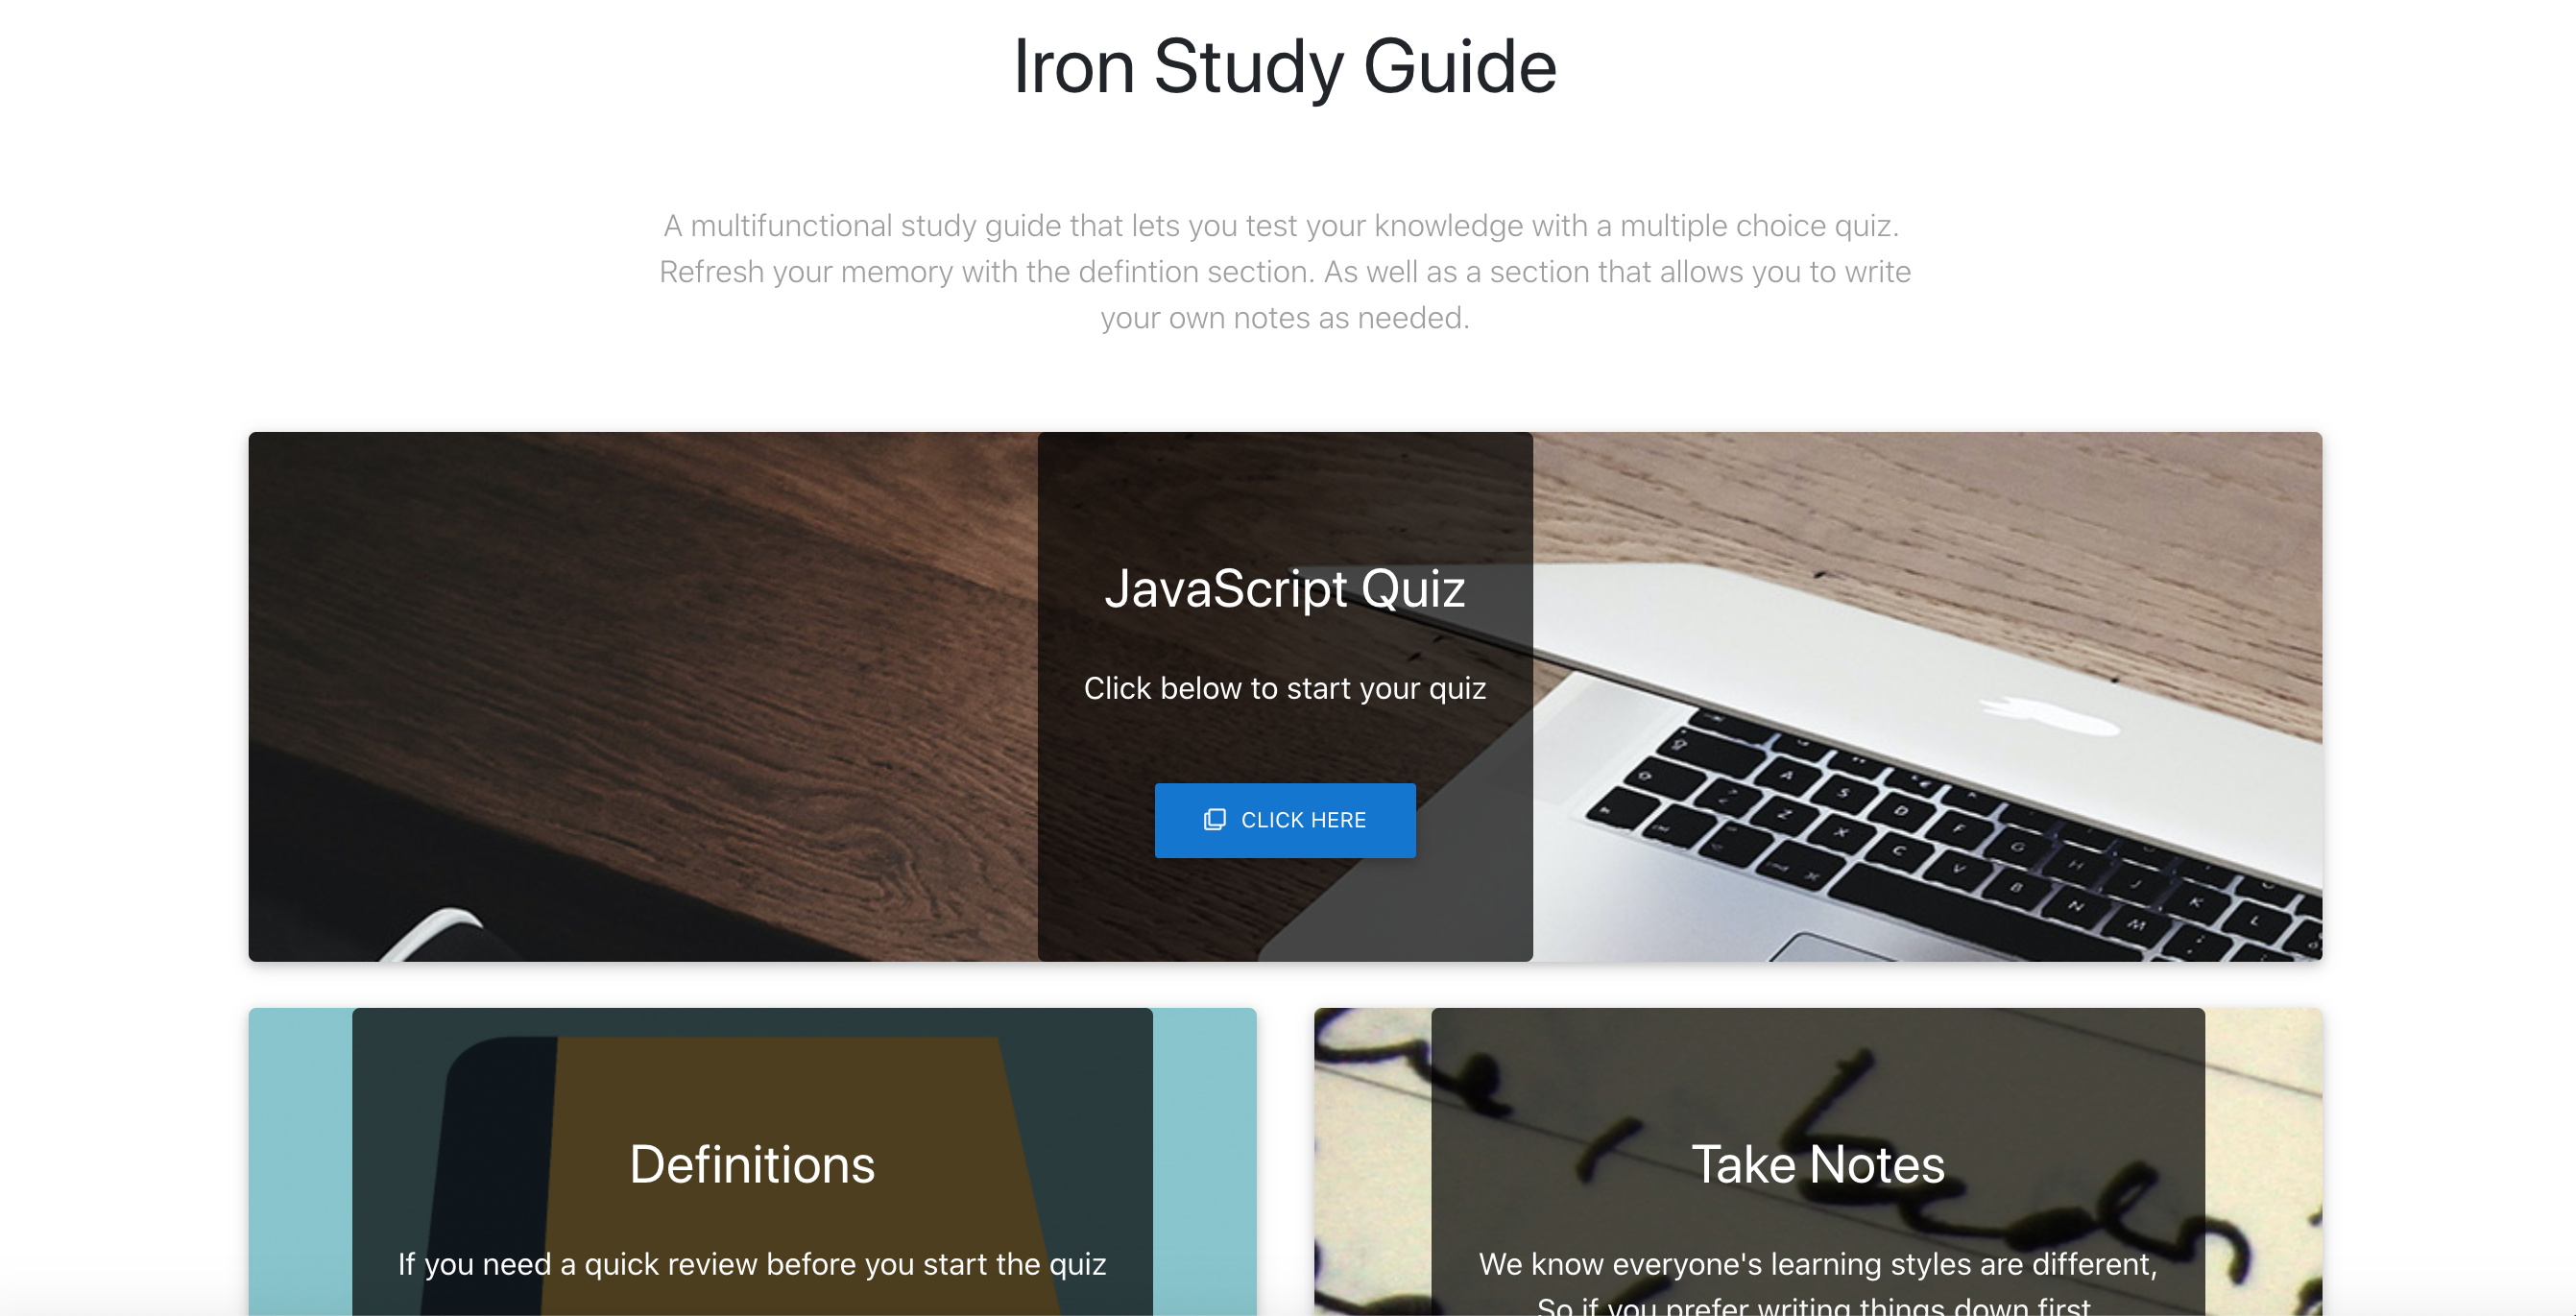 Iron Study Guide
A multifunctional study guide that lets you test your knowledge with a multiple choice quiz.
Refresh your memory with the defintion section. As well as a section that allows you to write
your own notes as needed.
JavaScript Quiz
Click below to start your quiz
CLICK HERE
A S D F G H J K L
Z X C V B N M
Definitions
If you need a quick review before you start the quiz
Take Notes
We know everyone's learning styles are different,
So if you prefer writing things down first